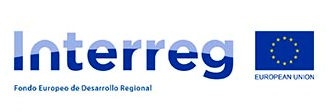 Interreg
EUROPEAN UNION
Fondo Europeo de Desarrollo Regional